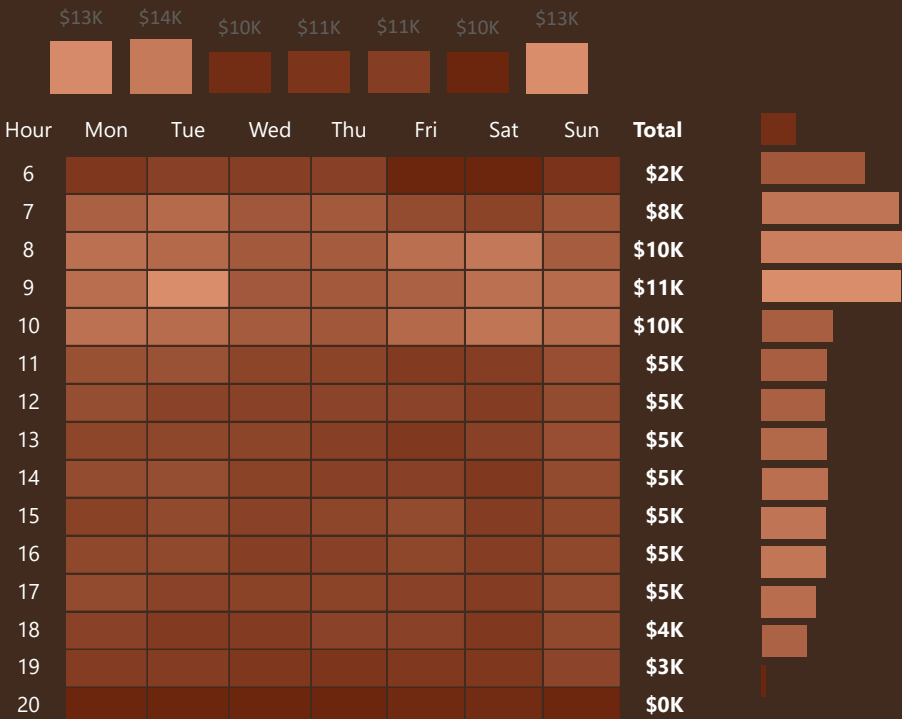 $13K $14K $10K $11K $11K $10K $13K
Hour Mon Tue Wed Thu Fri Sat Sun Total
6 $2K
7 $8K
8 $10K
9 $11K
10 $10K
11 $5K
12 $5K
13 $5K
14 $5K
15 $5K
16 $5K
17 $5K
18 $4K
19 $3K
20 $0K